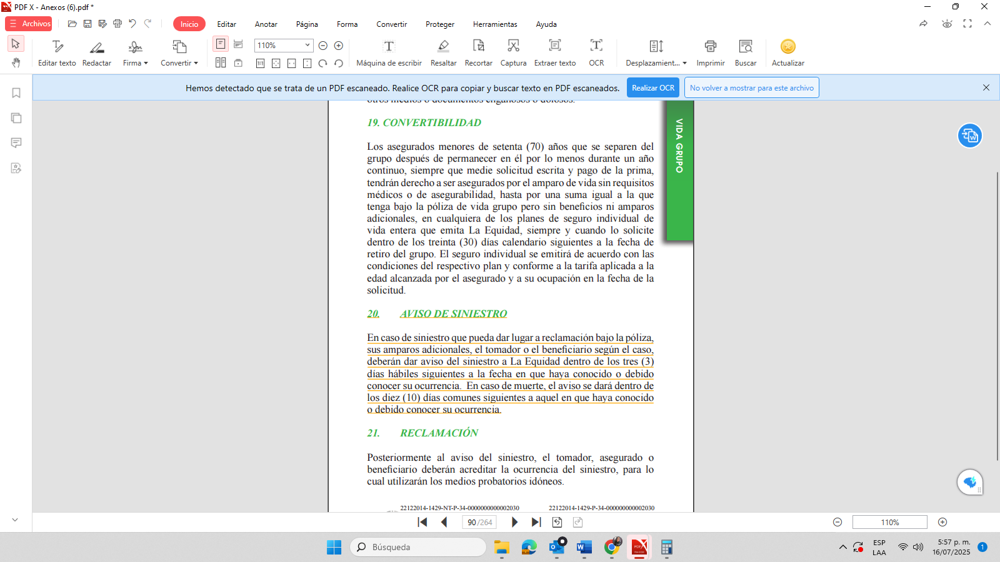 PDF X - Anexos (6).pdf *
Archivos
Inicio
Editar
Anotar
Página
Forma
Convertir
Proteger
Herramientas
Ayuda
110%
Editar texto
Redactar
Firma
Convertir
Máquina de escribir
Resaltar
Recortar
Captura
Extraer texto
OCR
Desplazamient...
Imprimir
Buscar
Actualizar
Hemos detectado que se trata de un PDF escaneado. Realice OCR para copiar y buscar texto en PDF escaneados.
Realizar OCR
No volver a mostrar para este archivo
otros medios o documentos engañosos o dolosos.
VIDA GRUPO
19. CONVERTIBILIDAD
Los asegurados menores de setenta (70) años que se separen del
grupo después de permanecer en él por lo menos durante un año
continuo, siempre que medie solicitud escrita y pago de la prima,
tendrán derecho a ser asegurados por el amparo de vida sin requisitos
médicos o de asegurabilidad, hasta por una suma igual a la que
tenga bajo la póliza de vida grupo pero sin beneficios ni amparos
adicionales, en cualquiera de los planes de seguro individual de
vida entera que emita La Equidad, siempre y cuando lo solicite
dentro de los treinta (30) días calendario siguientes a la fecha de
retiro del grupo. El seguro individual se emitirá de acuerdo con las
condiciones del respectivo plan y conforme a la tarifa aplicada a la
edad alcanzada por el asegurado y a su ocupación en la fecha de la
solicitud.
20. AVISO DE SINIESTRO
En caso de siniestro que pueda dar lugar a reclamación bajo la póliza,
sus amparos adicionales, el tomador o el beneficiario según el caso,
deberán dar aviso del siniestro a La Equidad dentro de los tres (3)
días hábiles siguientes a la fecha en que haya conocido o debido
conocer su ocurrencia. En caso de muerte, el aviso se dará dentro de
los diez (10) días comunes siguientes a aquel en que haya conocido
o debido conocer su ocurrencia.
21. RECLAMACIÓN
Posteriormente al aviso del siniestro, el tomador, asegurado o
beneficiario deberán acreditar la ocurrencia del siniestro, para lo
cual utilizarán los medios probatorios idóneos.
22122014-1429-NT-P-34-0000000000002030 22122014-1429-P-34-000000000002030
90 /264
110%
Búsqueda
ESP
LAA
5:57 p. m.
16/07/2025
1